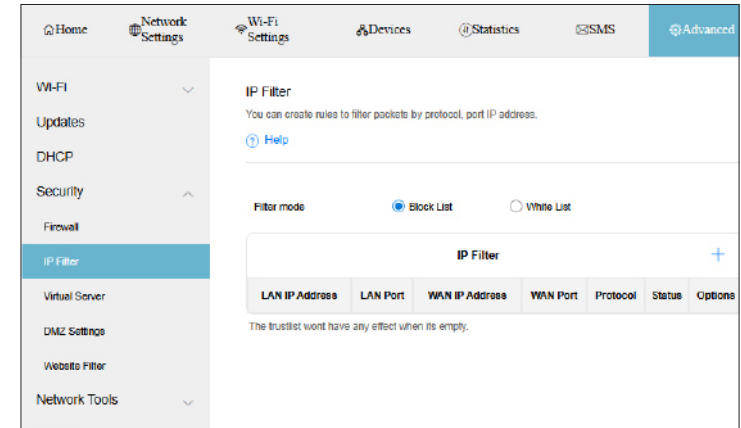 Home
Network Settings
Wi-Fi Settings
Devices
Statistics
SMS
Advanced
Wi-Fi
Updates
DHCP
Security
Firewall
IP Filter
Virtual Server
DMZ Settings
Website Filter
Network Tools
IP Filter
You can create rules to filter packets by protocol, port IP address.
? Help
Filter mode
Block List
White List
IP Filter
+
LAN IP Address LAN Port WAN IP Address WAN Port Protocol Status Options
The trustlist wont have any effect when its empty.